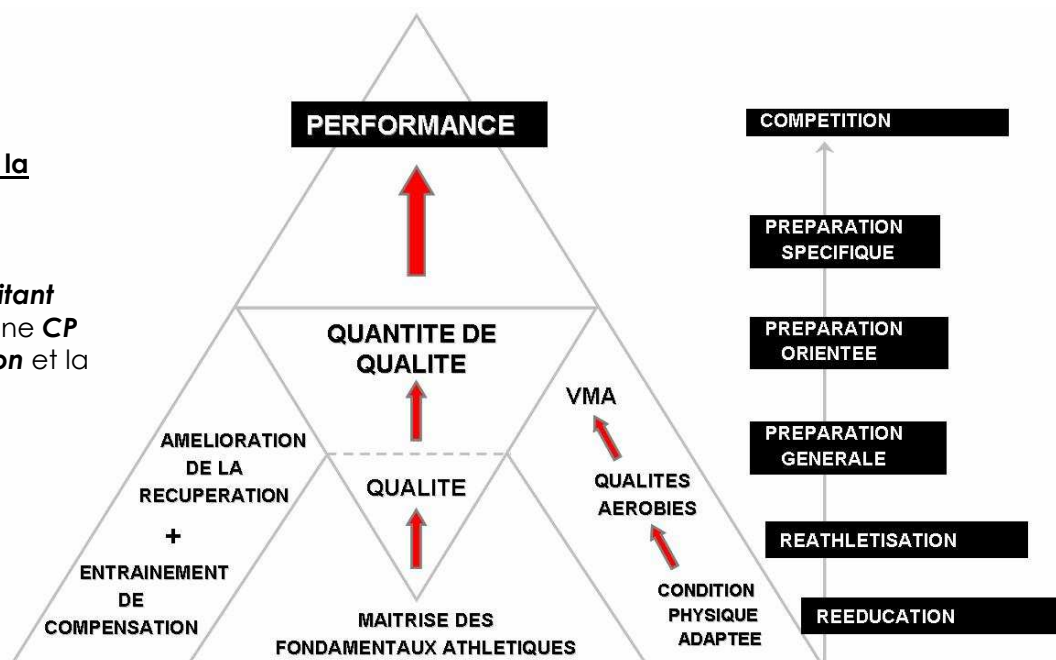 la
itant
ne CP
on et la
PERFORMANCE
QUANTITE DE
QUALITE
QUALITE
MAITRISE DES
FONDAMENTAUX ATHLETIQUES
AMELIORATION
DE LA
RECUPERATION
+
ENTRAINEMENT
DE
COMPENSATION
VMA
QUALITES
AEROBIES
CONDITION
PHYSIQUE
ADAPTEE
COMPETITION
PREPARATION
SPECIFIQUE
PREPARATION
ORIENTEE
PREPARATION
GENERALE
REATHLETISATION
REEDUCATION